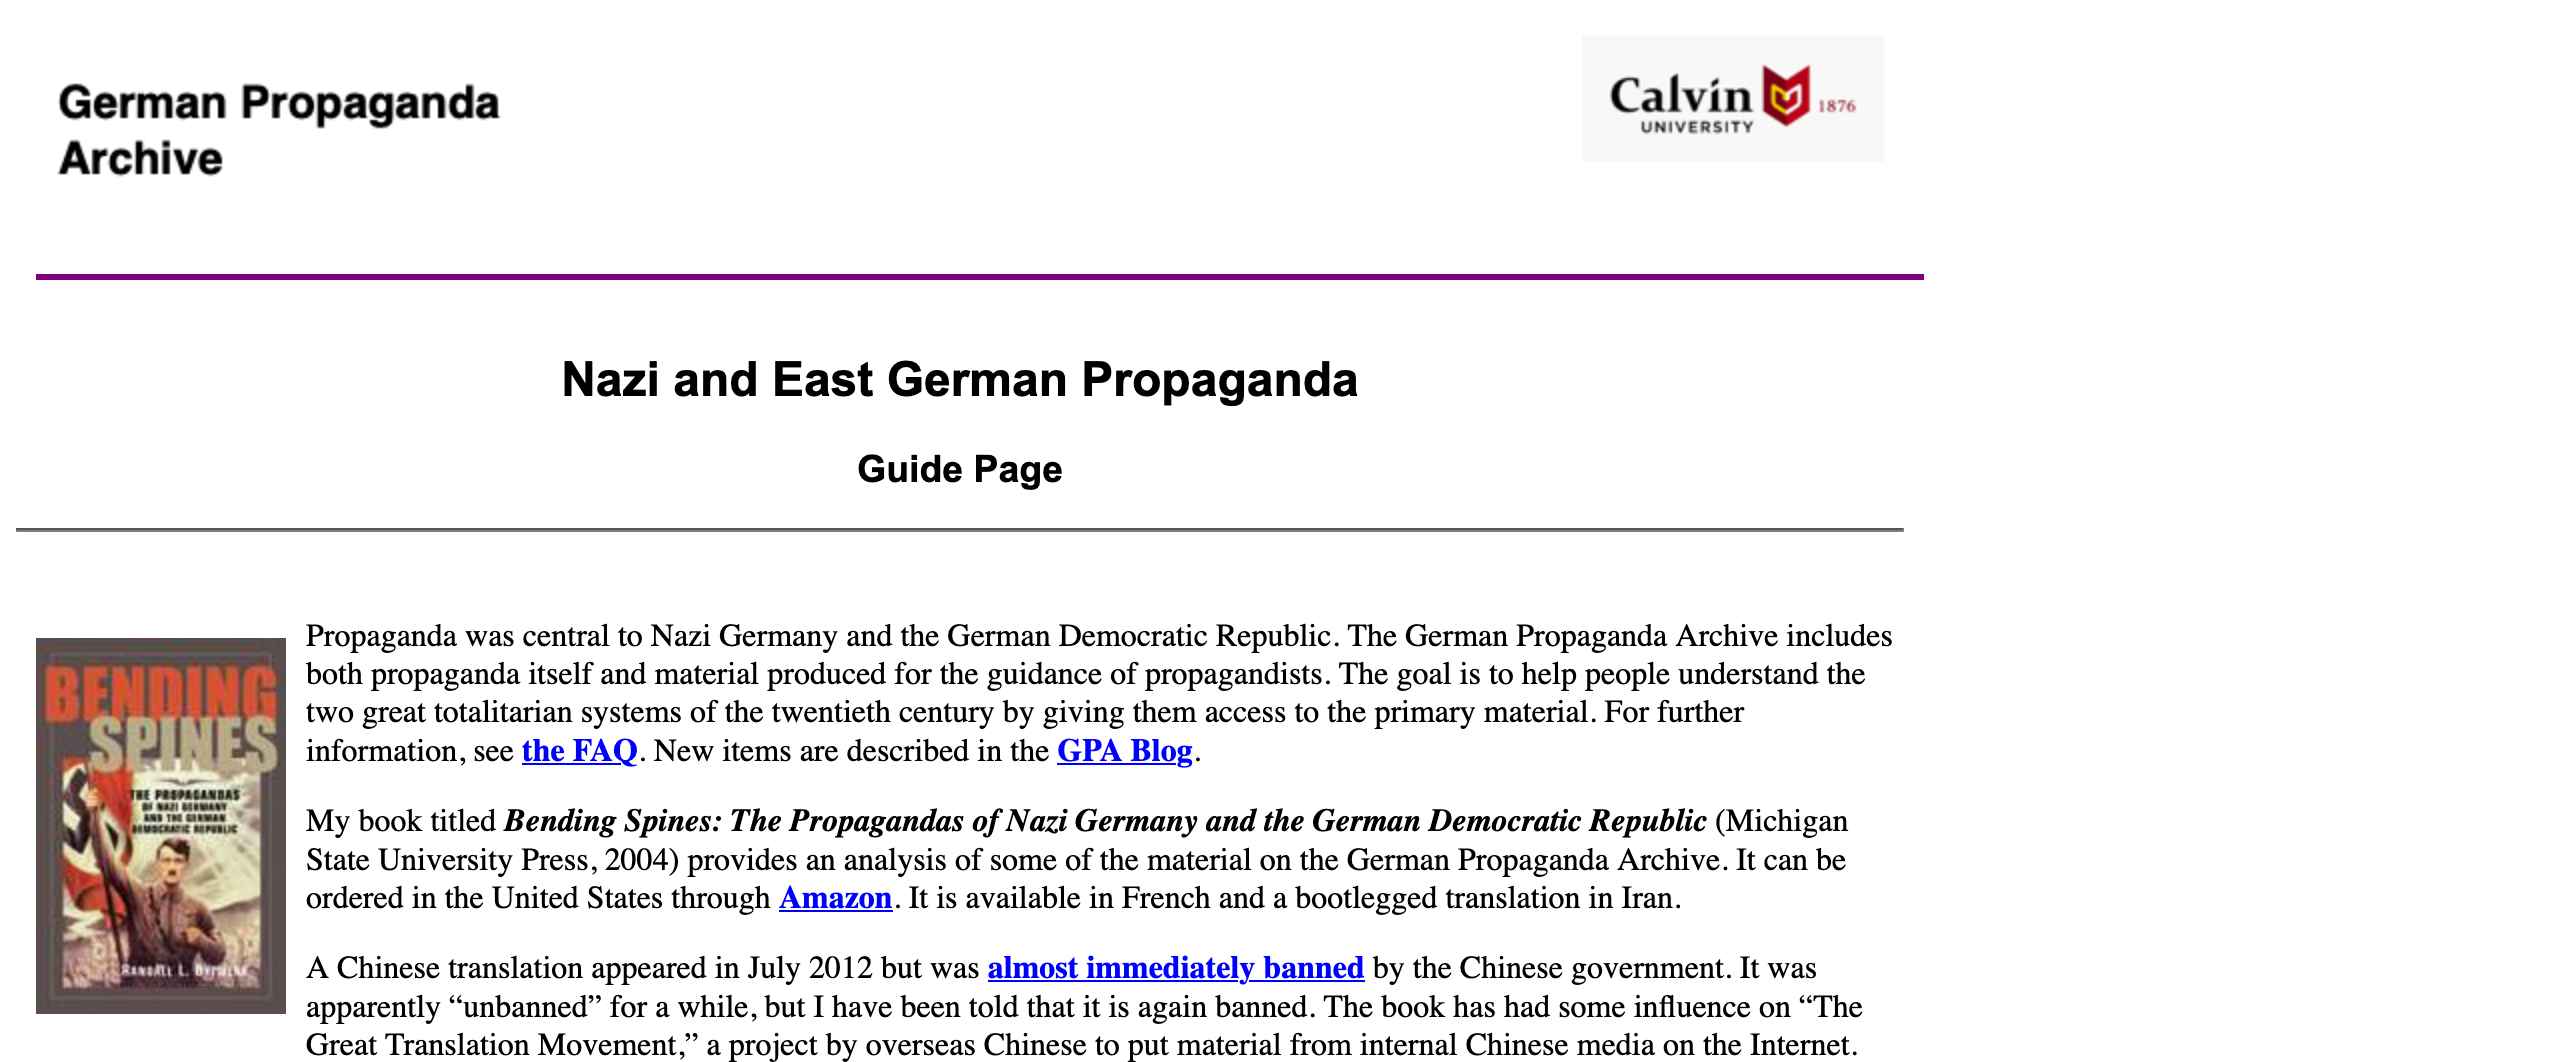 German Propaganda
Archive
Calvin
UNIVERSITY
1876
Nazi and East German Propaganda
Guide Page
BENDING
SPINES
THE PROPAGANDAS
OF NAZI GERMANY
AND THE GERMAN
DEMOCRATIC REPUBLIC
RANDALL L. BYTWERK
Propaganda was central to Nazi Germany and the German Democratic Republic. The German Propaganda Archive includes
both propaganda itself and material produced for the guidance of propagandists. The goal is to help people understand the
two great totalitarian systems of the twentieth century by giving them access to the primary material. For further
information, see the FAQ. New items are described in the GPA Blog.
My book titled Bending Spines: The Propagandas of Nazi Germany and the German Democratic Republic (Michigan
State University Press, 2004) provides an analysis of some of the material on the German Propaganda Archive. It can be
ordered in the United States through Amazon. It is available in French and a bootlegged translation in Iran.
A Chinese translation appeared in July 2012 but was almost immediately banned by the Chinese government. It was
apparently “unbanned” for a while, but I have been told that it is again banned. The book has had some influence on “The
Great Translation Movement,” a project by overseas Chinese to put material from internal Chinese media on the Internet.